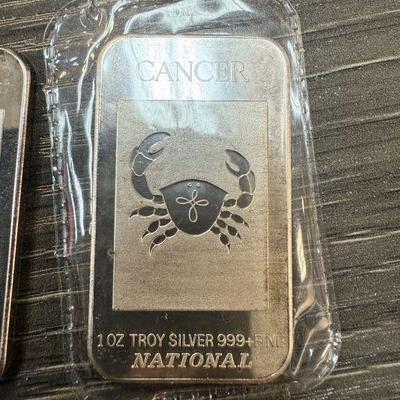 CANCER
1 OZ TROY SILVER 999+FINE
NATIONAL